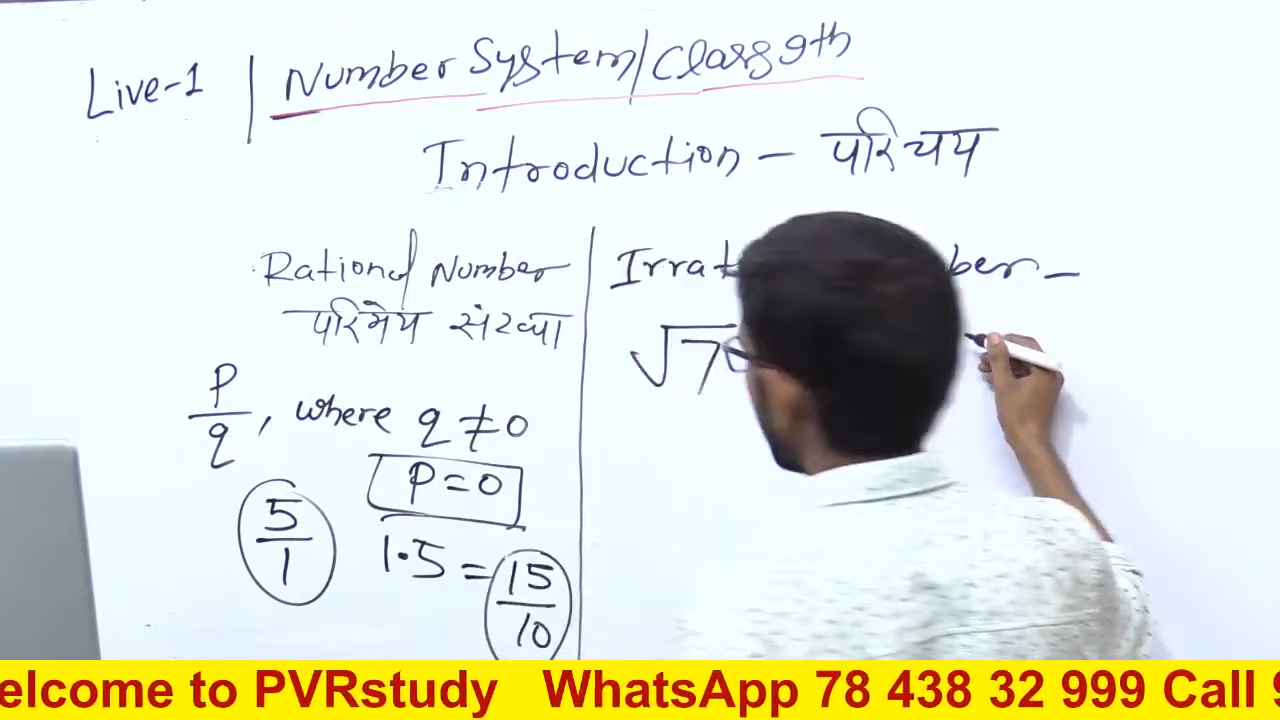 Live-1 | Number System/Class 9th
Introduction - परिचय
Rational Number
परिमेय संख्या
P/q, where q ≠ 0
P = 0
5/1
1.5 = 15/10
Irrat ber -
√7
elcome to PVRstudy WhatsApp 78 438 32 999 Call 9